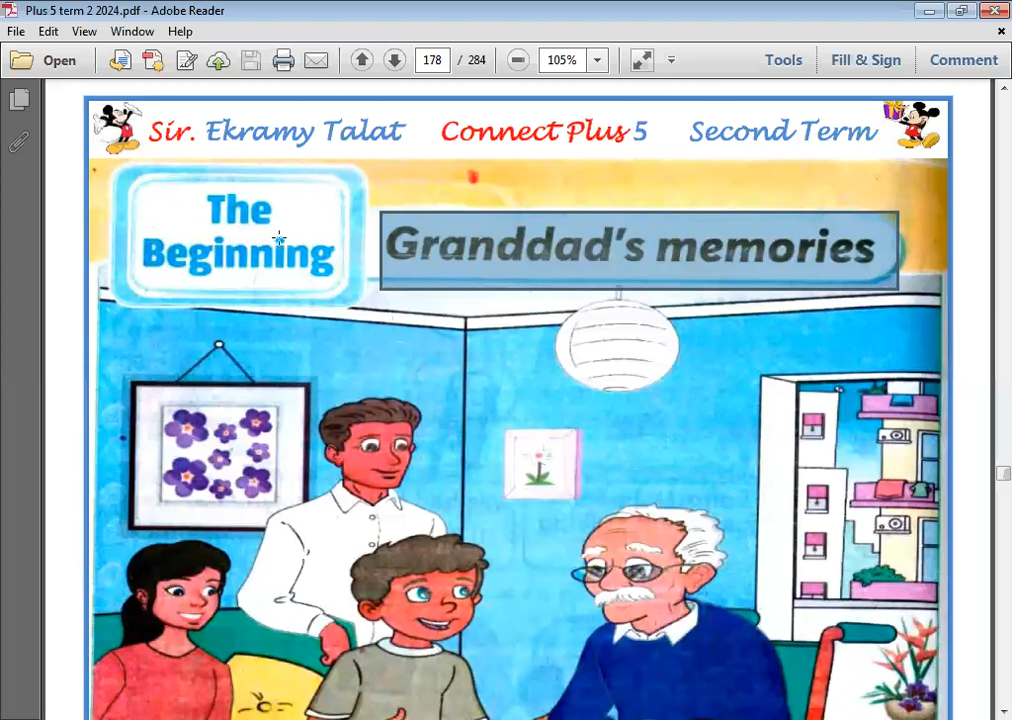 Plus 5 term 2 2024.pdf - Adobe Reader
File Edit View Window Help
Open 178 / 284 105% Tools Fill & Sign Comment
Sir. Ekramy Talat Connect Plus 5 Second Term
The
Beginning
Granddad's memories